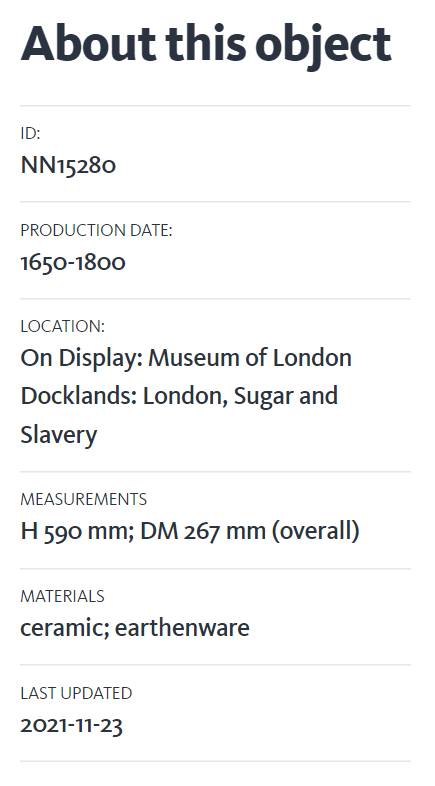 About this object
ID:
NN15280
PRODUCTION DATE:
1650-1800
LOCATION:
On Display: Museum of London
Docklands: London, Sugar and
Slavery
MEASUREMENTS
H 590 mm; DM 267 mm (overall)
MATERIALS
ceramic; earthenware
LAST UPDATED
2021-11-23